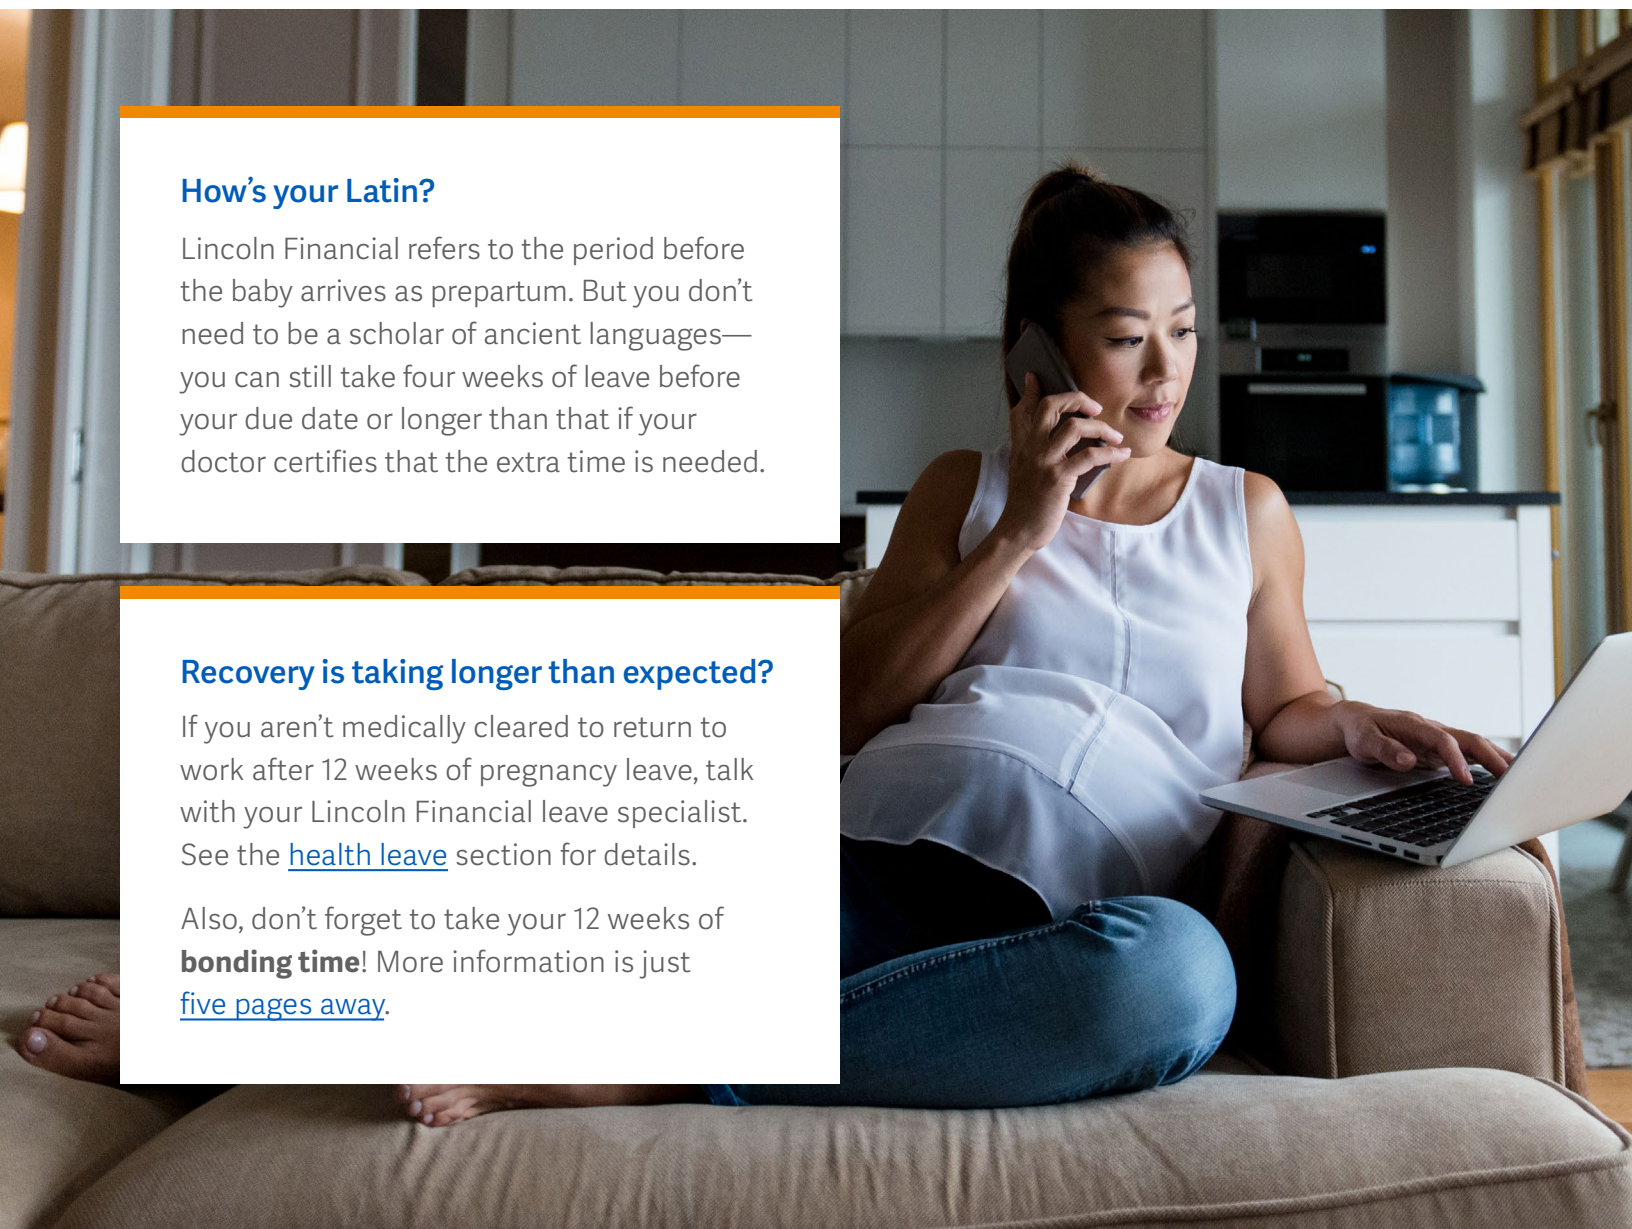 How's your Latin?
Lincoln Financial refers to the period before
the baby arrives as prepartum. But you don't
need to be a scholar of ancient languages—
you can still take four weeks of leave before
your due date or longer than that if your
doctor certifies that the extra time is needed.
Recovery is taking longer than expected?
If you aren't medically cleared to return to
work after 12 weeks of pregnancy leave, talk
with your Lincoln Financial leave specialist.
See the health leave section for details.
Also, don't forget to take your 12 weeks of
bonding time! More information is just
five pages away.